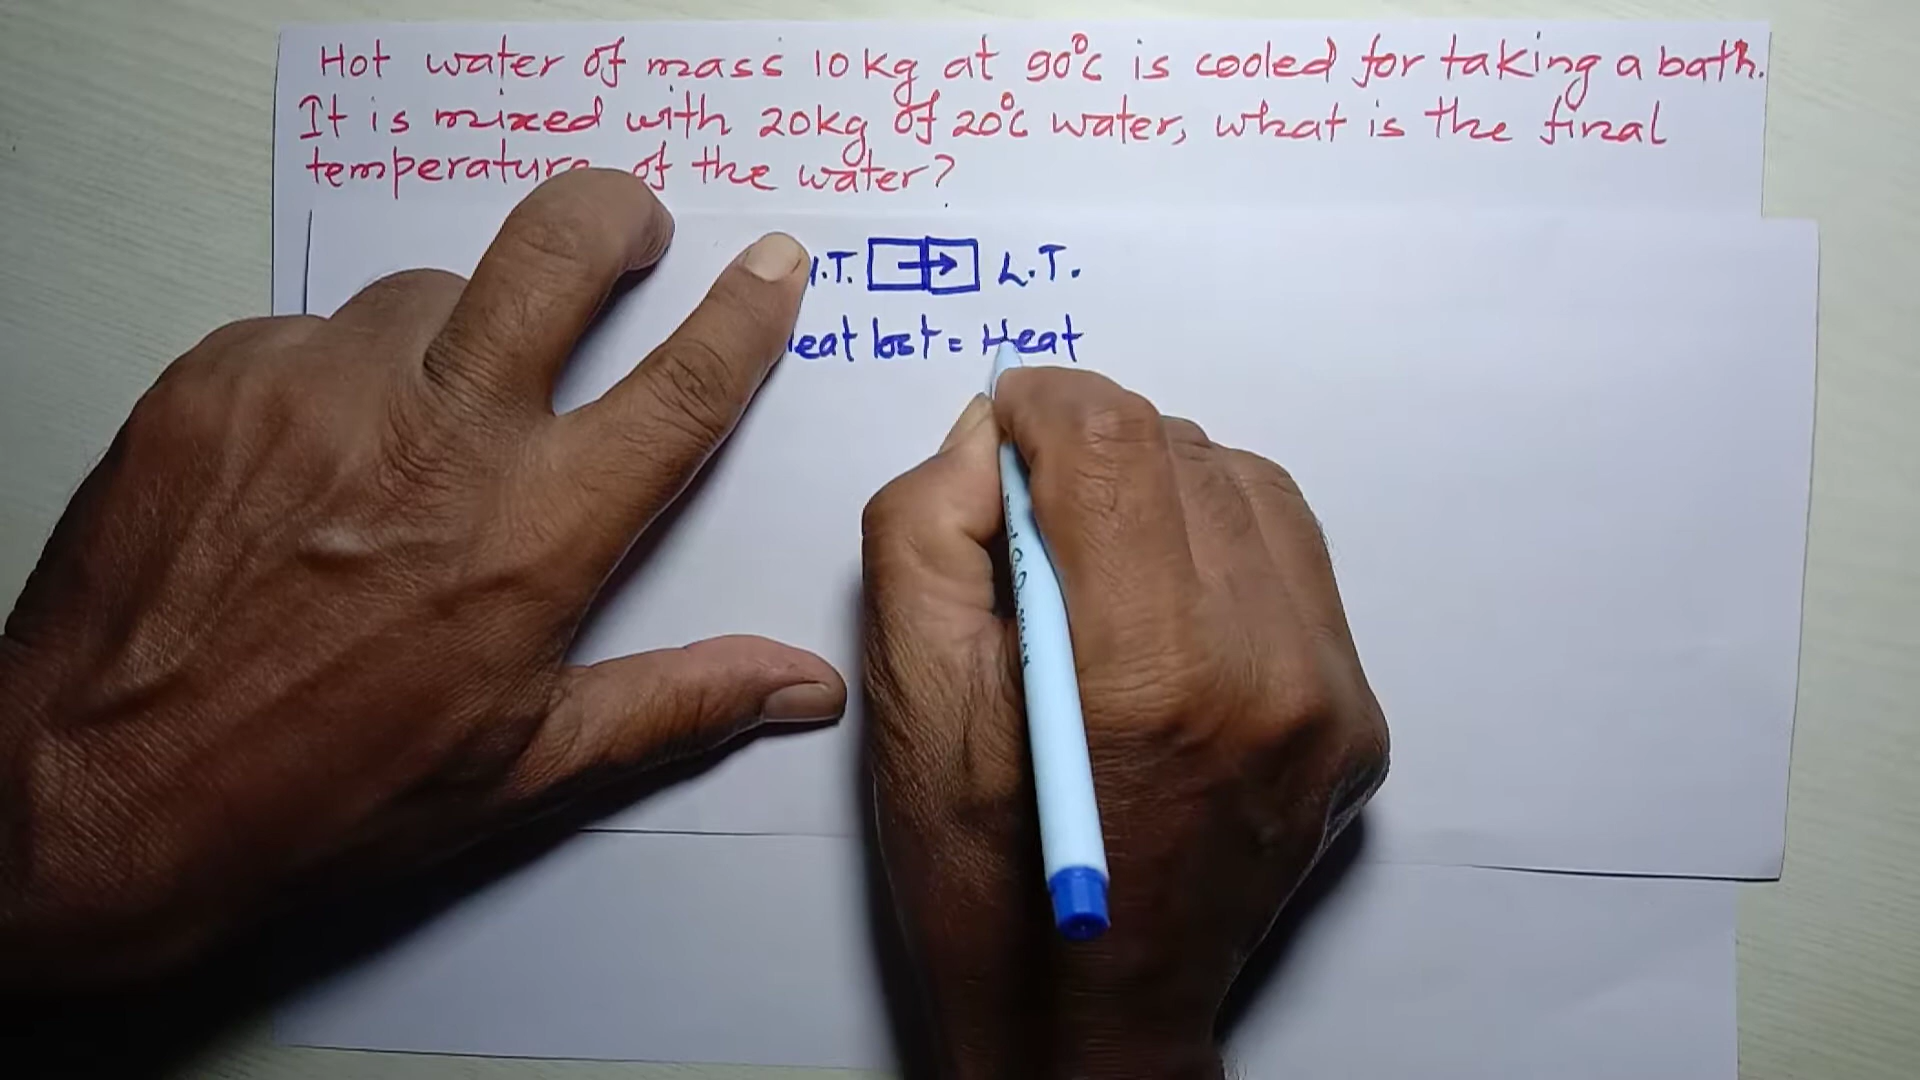 Hot water of mass 10 kg at 90°c is cooled for taking a bath.
It is mixed with 20kg of 20°c water, what is the final
temperature of the water?
L.T.
lost = Heat